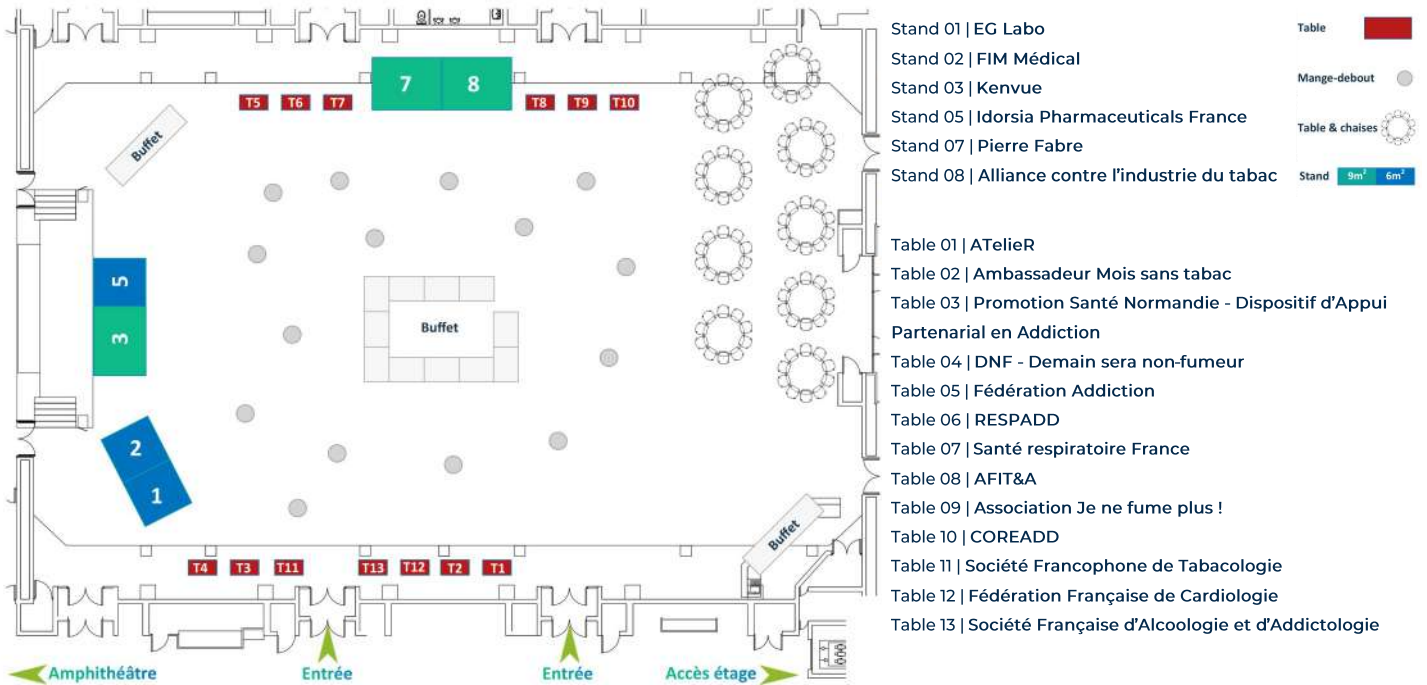 T5 T6 T7
7 8
T8 T9 T10
Buffet
5
3
Buffet
2
1
Buffet
T4 T3 T11 T13 T12 T2 T1
Amphithéâtre
Entrée
Entrée
Accès étage
Stand 01 | EG Labo
Stand 02 | FIM Médical
Stand 03 | Kenvue
Stand 05 | Idorsia Pharmaceuticals France
Stand 07 | Pierre Fabre
Stand 08 | Alliance contre l'industrie du tabac
Table
Mange-debout
Table & chaises
Stand 9m² 6m²
Table 01 | ATelieR
Table 02 | Ambassadeur Mois sans tabac
Table 03 | Promotion Santé Normandie - Dispositif d'Appui
Partenarial en Addiction
Table 04 | DNF - Demain sera non-fumeur
Table 05 | Fédération Addiction
Table 06 | RESPADD
Table 07 | Santé respiratoire France
Table 08 | AFIT&A
Table 09 | Association Je ne fume plus !
Table 10 | COREADD
Table 11 | Société Francophone de Tabacologie
Table 12 | Fédération Française de Cardiologie
Table 13 | Société Française d'Alcoologie et d'Addictologie